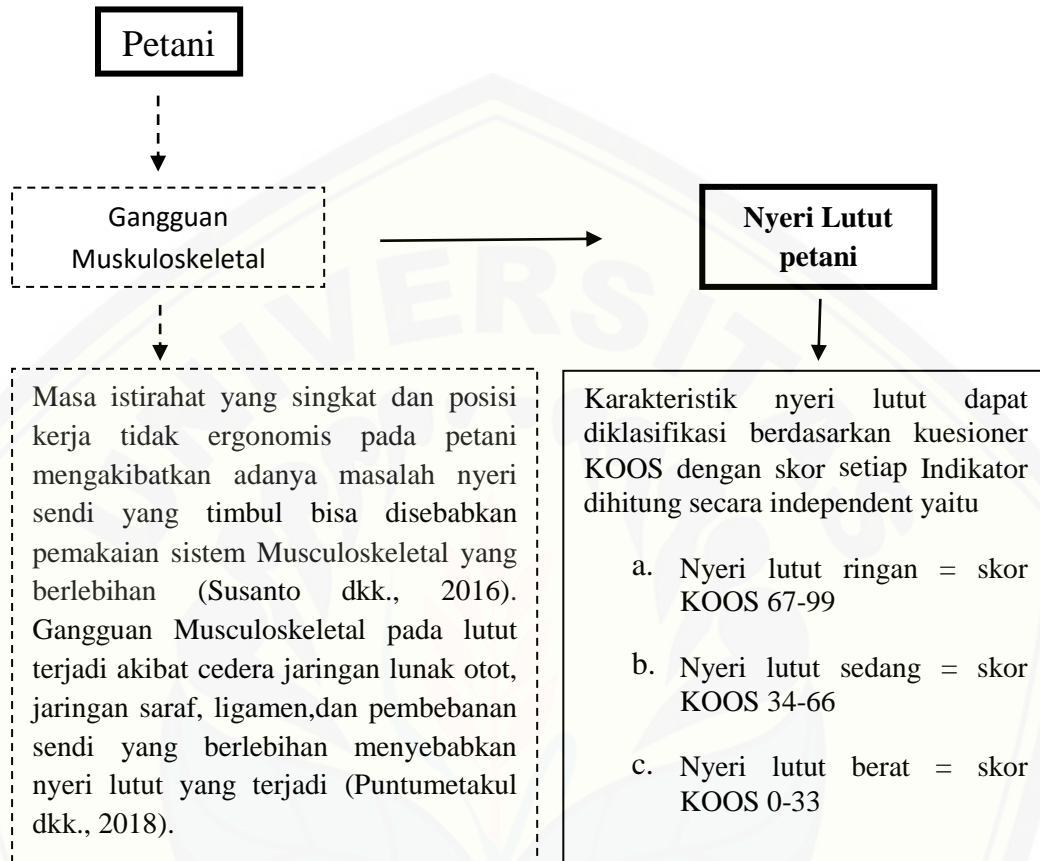 Petani
Gangguan
Muskuloskeletal
Nyeri Lutut
petani
Masa istirahat yang singkat dan posisi
kerja tidak ergonomis pada petani
mengakibatkan adanya masalah nyeri
sendi yang timbul bisa disebabkan
pemakaian sistem Musculoskeletal yang
berlebihan (Susanto dkk., 2016).
Gangguan Musculoskeletal pada lutut
terjadi akibat cedera jaringan lunak otot,
jaringan saraf, ligamen,dan pembebanan
sendi yang berlebihan menyebabkan
nyeri lutut yang terjadi (Puntumetakul
dkk., 2018).
Karakteristik nyeri lutut dapat
diklasifikasi berdasarkan kuesioner
KOOS dengan skor setiap Indikator
dihitung secara independent yaitu
a. Nyeri lutut ringan = skor
KOOS 67-99
b. Nyeri lutut sedang = skor
KOOS 34-66
c. Nyeri lutut berat = skor
KOOS 0-33
UNIVERSITAS